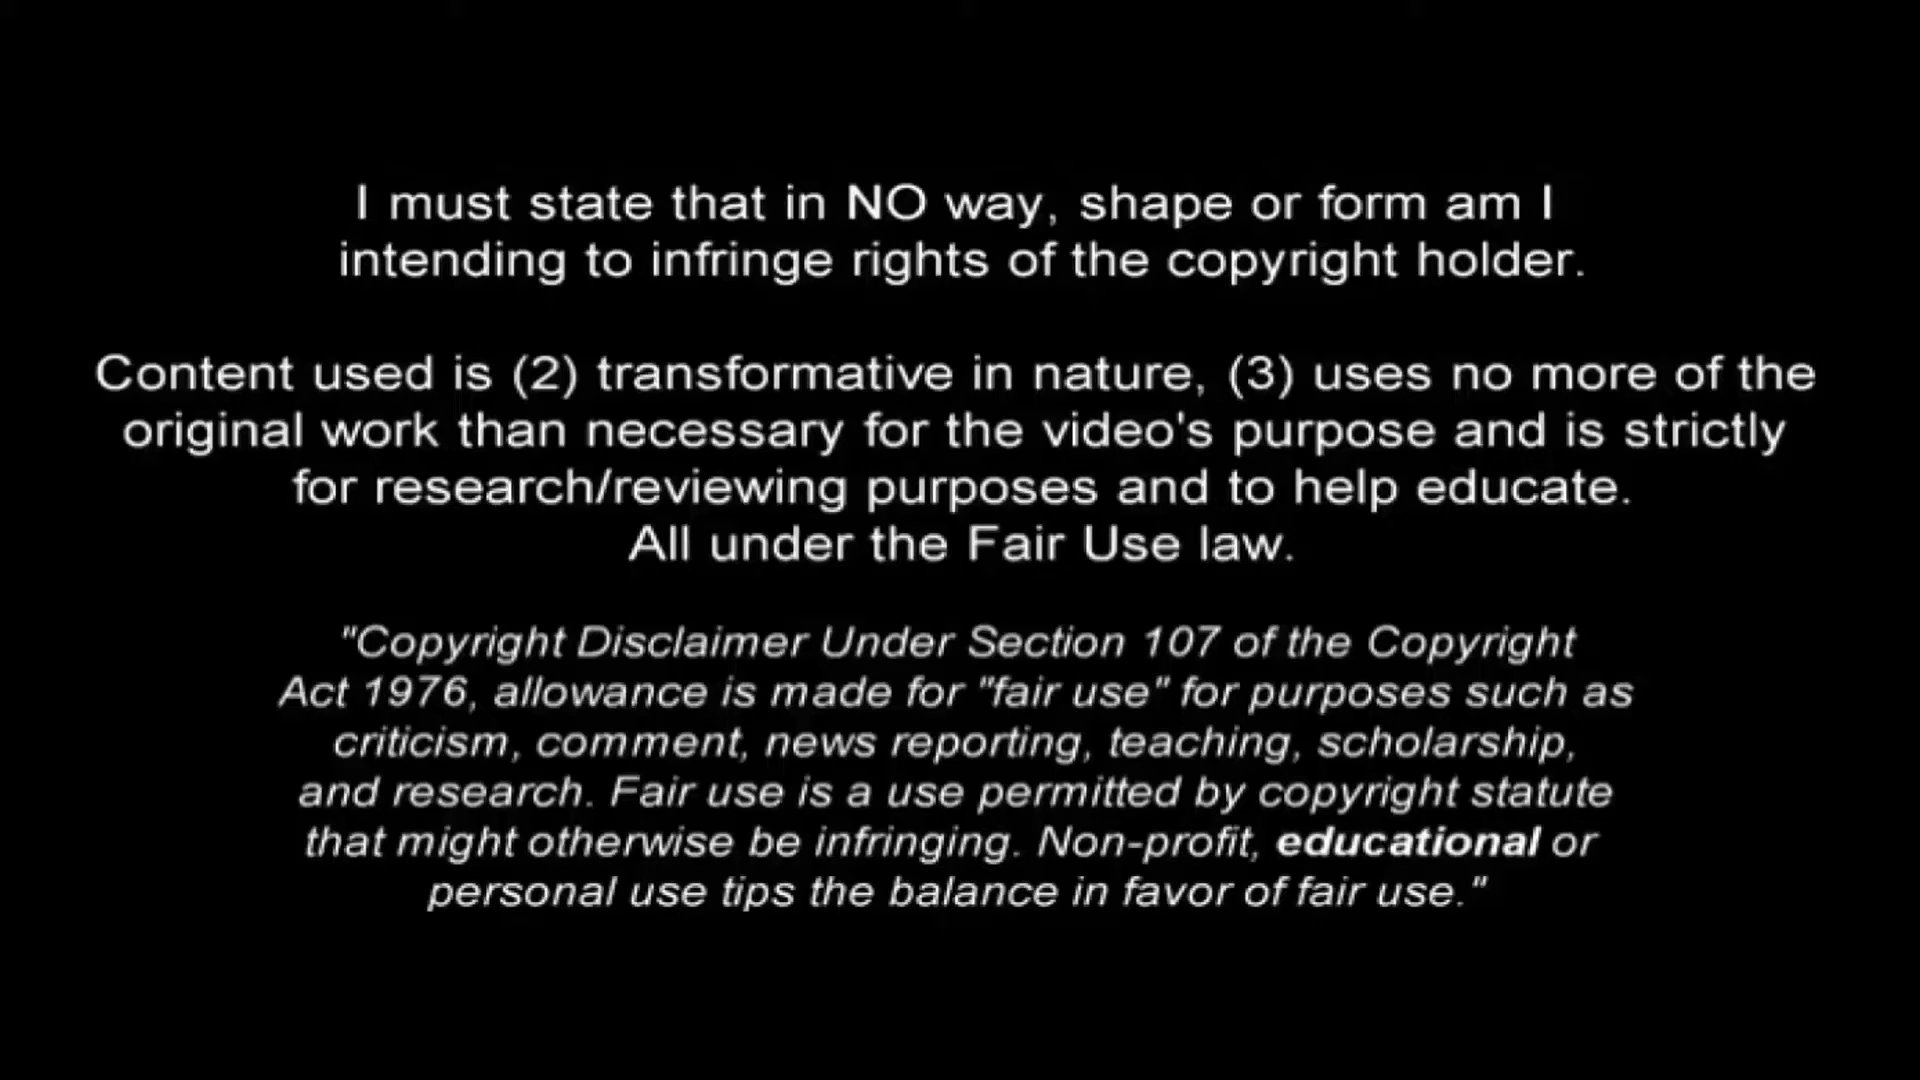 I must state that in NO way, shape or form am I
intending to infringe rights of the copyright holder.
Content used is (2) transformative in nature, (3) uses no more of the
original work than necessary for the video's purpose and is strictly
for research/reviewing purposes and to help educate.
All under the Fair Use law.
"Copyright Disclaimer Under Section 107 of the Copyright
Act 1976, allowance is made for "fair use" for purposes such as
criticism, comment, news reporting, teaching, scholarship,
and research. Fair use is a use permitted by copyright statute
that might otherwise be infringing. Non-profit, educational or
personal use tips the balance in favor of fair use."